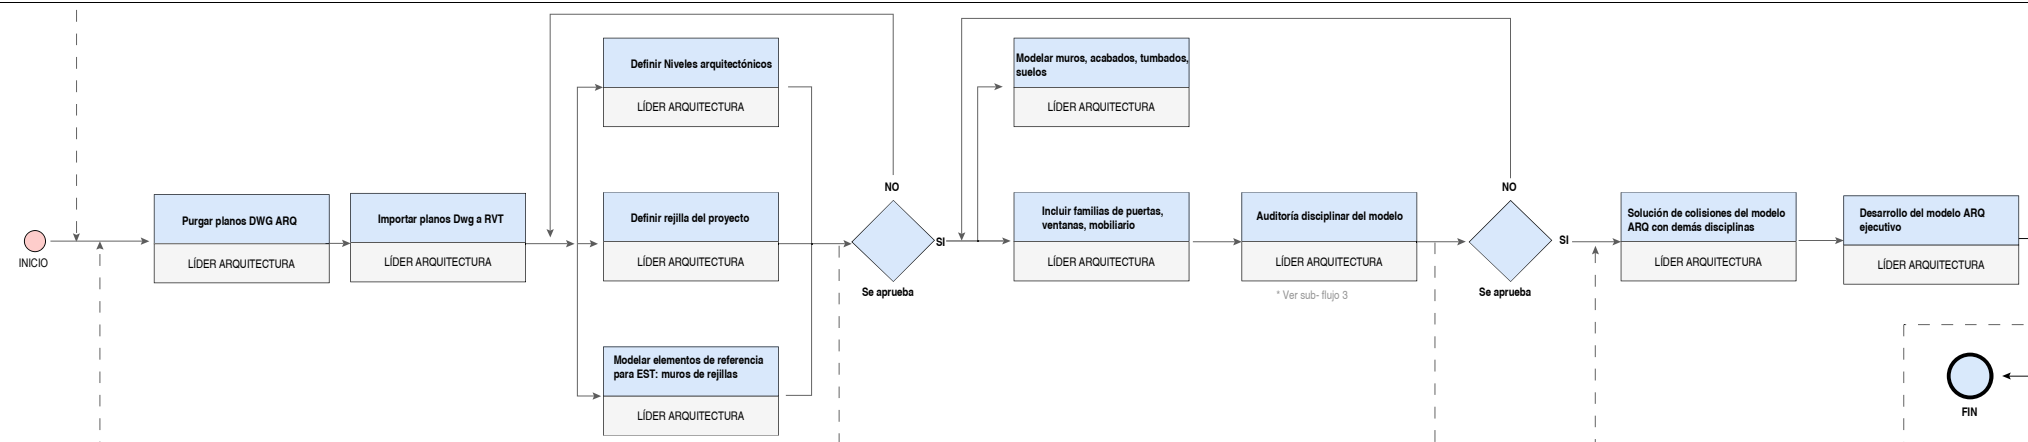 INICIO
Purgar planos DWG ARQ
LÍDER ARQUITECTURA
Importar planos Dwg a RVT
LÍDER ARQUITECTURA
Definir Niveles arquitectónicos
LÍDER ARQUITECTURA
Definir rejilla del proyecto
LÍDER ARQUITECTURA
Modelar elementos de referencia
para EST: muros de rejillas
LÍDER ARQUITECTURA
NO
SI
Se aprueba
Modelar muros, acabados, tumbados,
suelos
LÍDER ARQUITECTURA
Incluir familias de puertas,
ventanas, mobiliario
LÍDER ARQUITECTURA
Auditoría disciplinar del modelo
LÍDER ARQUITECTURA
* Ver sub- flujo 3
NO
SI
Se aprueba
Solución de colisiones del modelo
ARQ con demás disciplinas
LÍDER ARQUITECTURA
Desarrollo del modelo ARQ
ejecutivo
LÍDER ARQUITECTURA
FIN